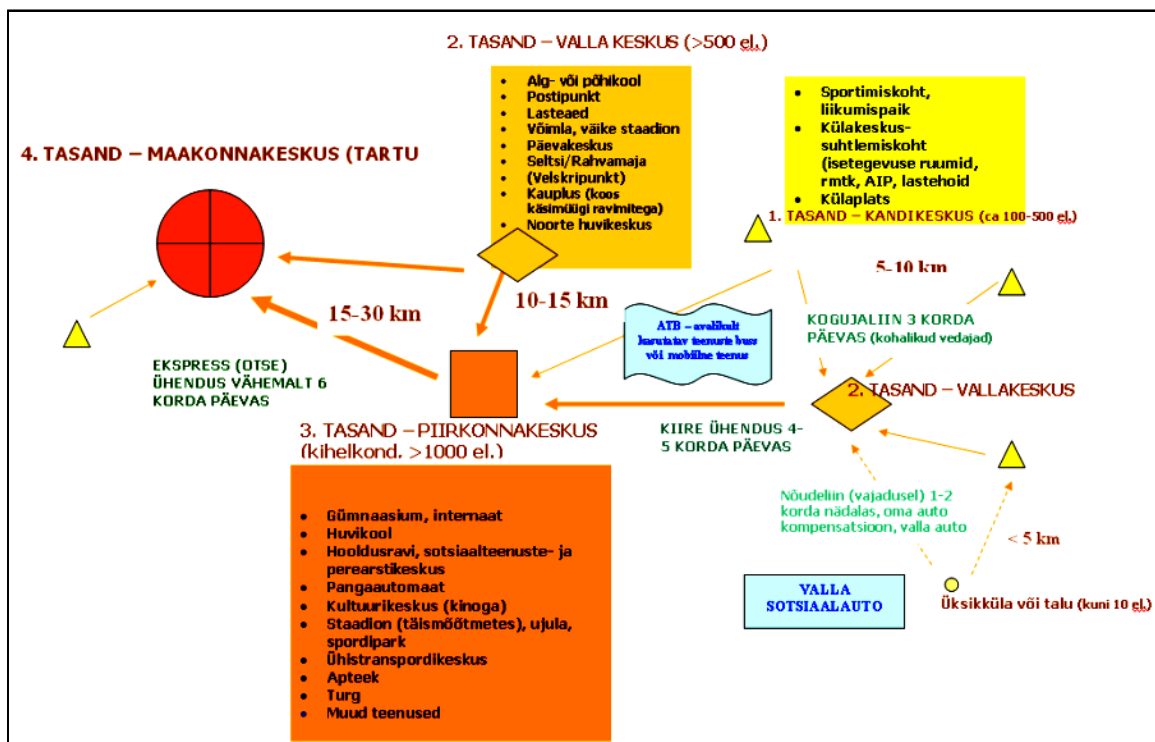 2. TASAND – VALLA KESKUS (>500 el.)
• Alg- või põhikool
• Postipunkt
• Lasteaed
• Võimla, väike staadion
• Päevakeskus
• Seltsi/Rahvamaja
• (Velskripunkt)
• Kauplus (koos
käsimüügi ravimitega)
• Noorte huvikeskus
• Sportimiskoht,
liikumispaik
• Külakeskus-
suhtlemiskoht
(isetegevuse ruumid,
rmtk, AIP, lastehoid
• Külaplats
4. TASAND – MAAKONNAKESKUS (TARTU
1. TASAND – KANDIKESKUS (ca 100-500 el.)
5-10 km
10-15 km
15-30 km
ATB – avalikult
kasutatav teenuste buss
või mobiilne teenus
KOGUJALIIN 3 KORDA
PÄEVAS (kohalikud vedajad)
EKSPRESS (OTSE)
ÜHENDUS VÄHEMALT 6
KORDA PÄEVAS
2. TASAND – VALLAKESKUS
3. TASAND –PIIRKONNAKESKUS
(kihelkond, >1000 el.)
KIIRE ÜHENDUS 4-
5 KORDA PÄEVAS
• Gümnaasium, internaat
• Huvikool
• Hooldusravi, sotsiaalteenuste- ja
perearstikeskus
• Pangaautomaat
• Kultuurikeskus (kinoga)
• Staadion (täismõõtmetes), ujula,
spordipark
• Ühistranspordikeskus
• Apteek
• Turg
• Muud teenused
Nõudeliin (vajadusel) 1-2
korda nädalas, oma auto
kompensatsioon, valla auto
< 5 km
VALLA
SOTSIAALAUTO
Üksikküla või talu (kuni 10 el.)